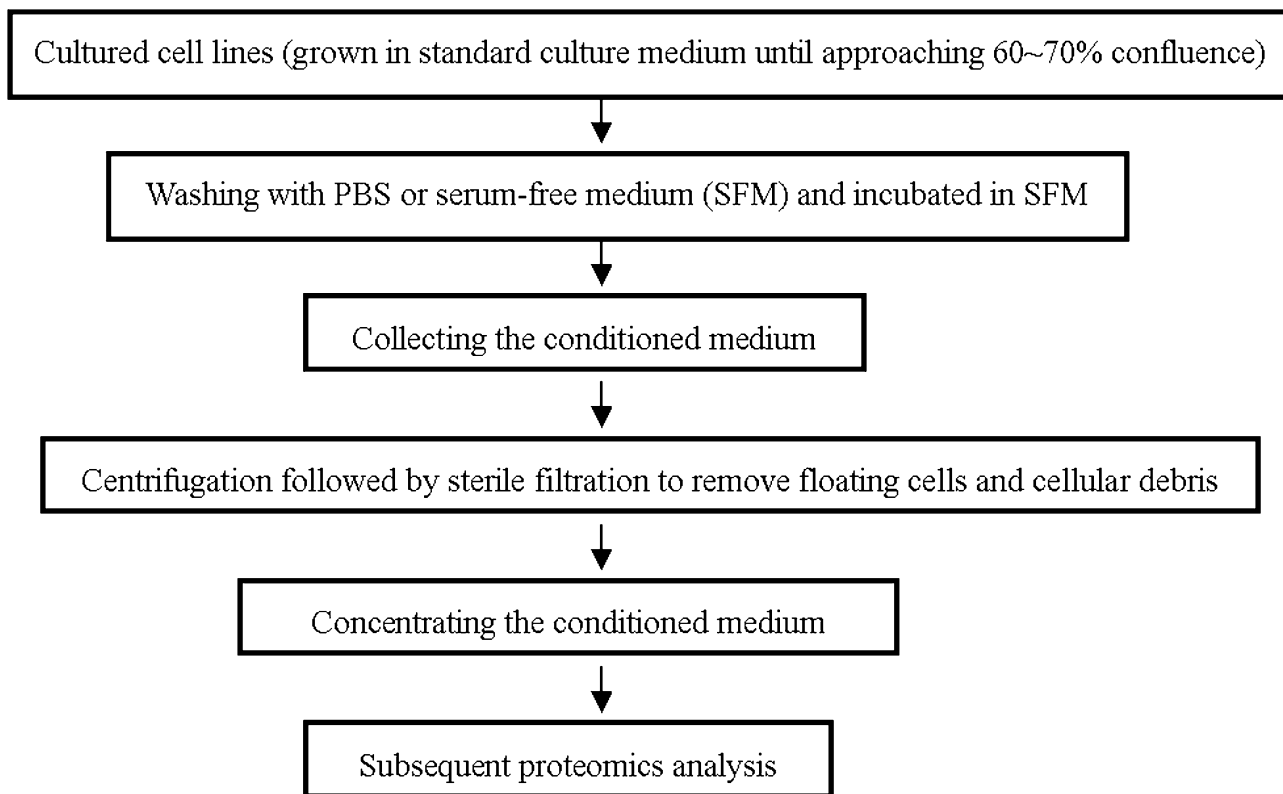 Cultured cell lines (grown in standard culture medium until approaching 60~70% confluence)
Washing with PBS or serum-free medium (SFM) and incubated in SFM
Collecting the conditioned medium
Centrifugation followed by sterile filtration to remove floating cells and cellular debris
Concentrating the conditioned medium
Subsequent proteomics analysis